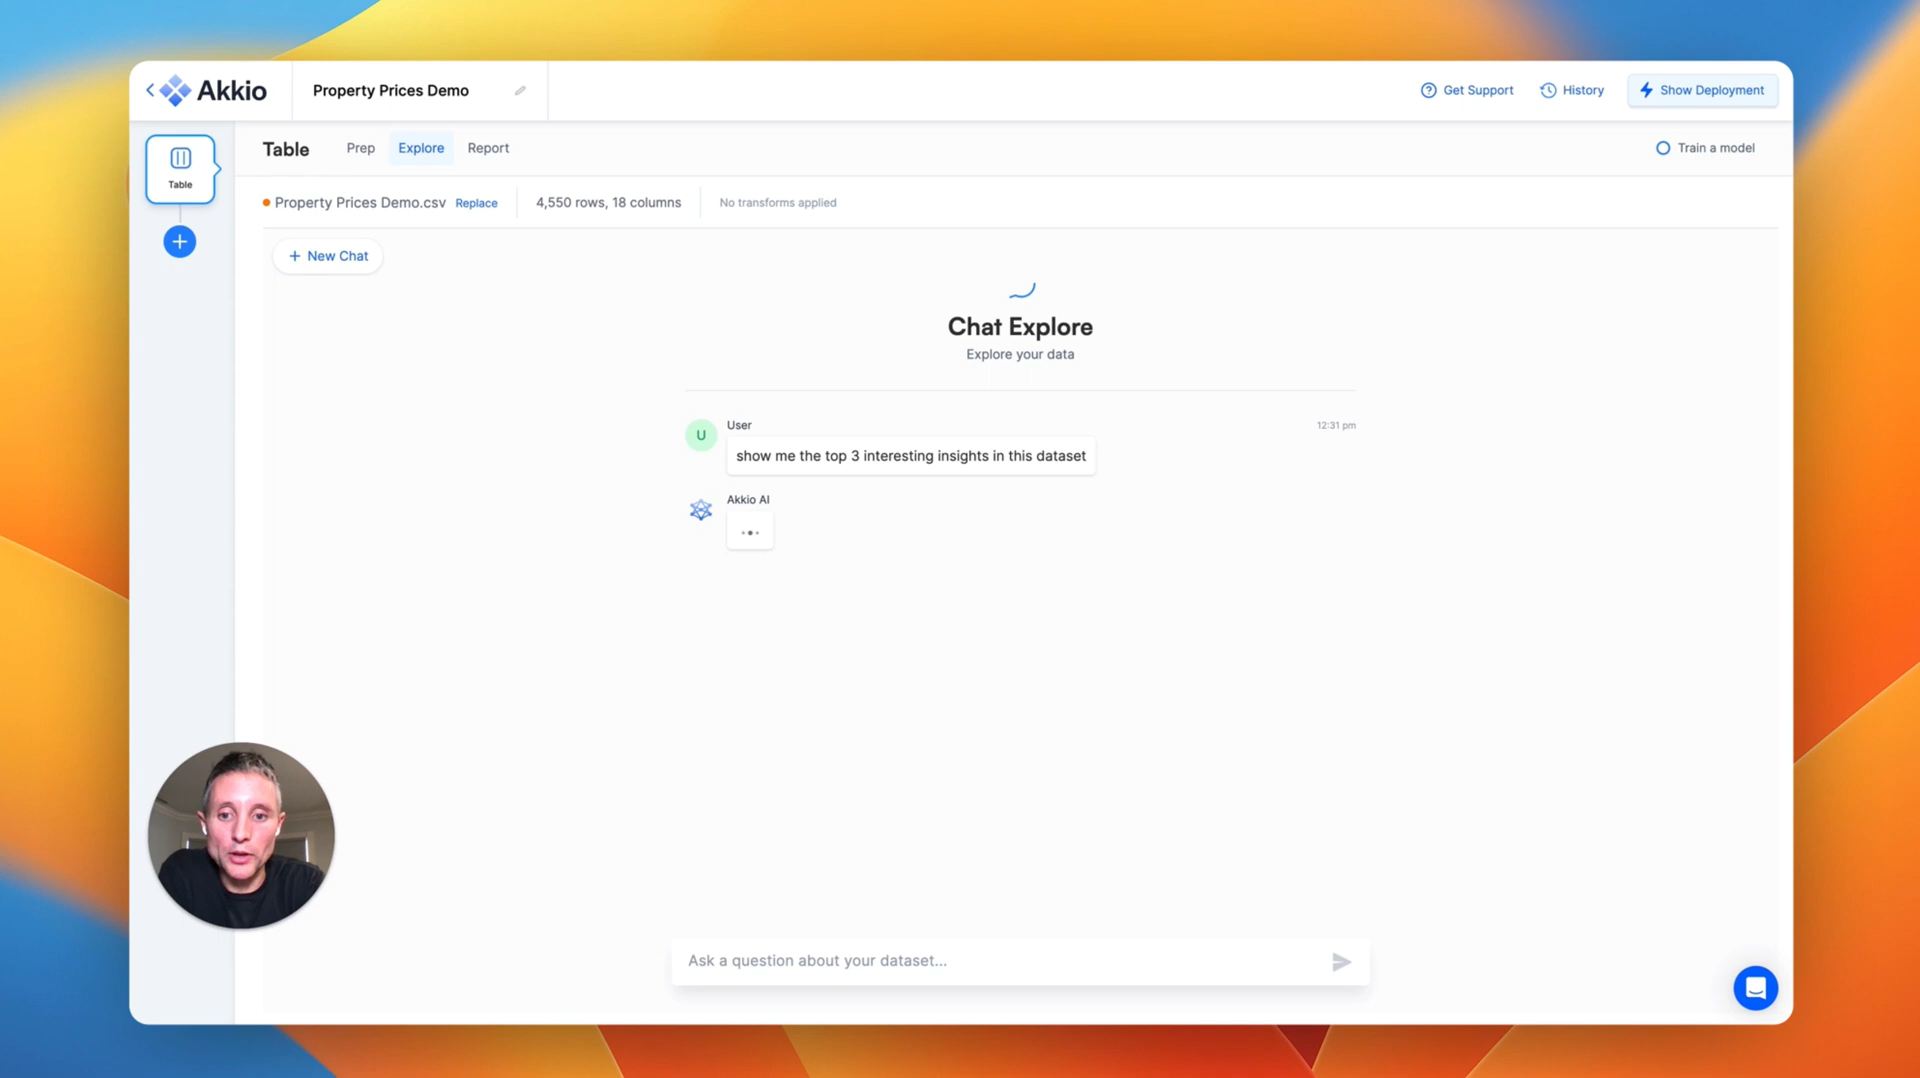 Akkio
Property Prices Demo
Get Support
History
Show Deployment
Table
Table
Prep
Explore
Report
Train a model
Property Prices Demo.csv
Replace
4,550 rows, 18 columns
No transforms applied
+ New Chat
Chat Explore
Explore your data
U
User
12:31 pm
show me the top 3 interesting insights in this dataset
Akkio AI
Ask a question about your dataset...